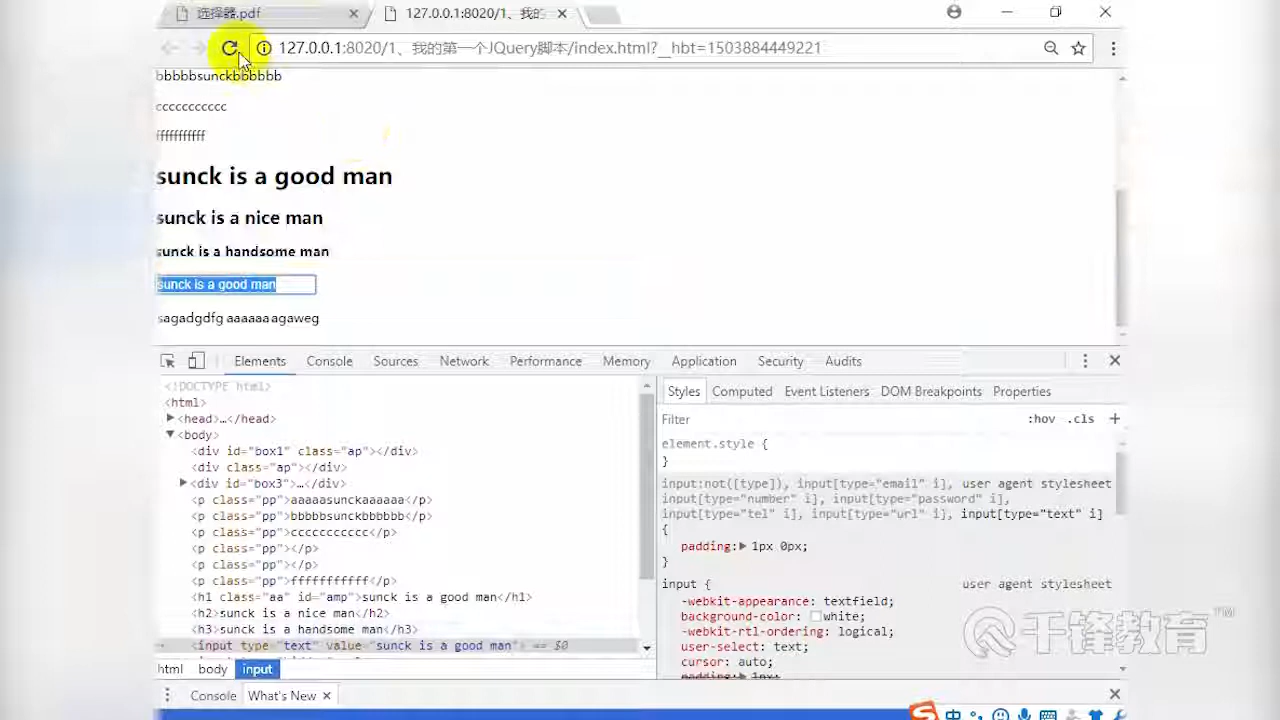 选择器.pdf
127.0.0.1:8020/1、我的
127.0.0.1:8020/1、我的第一个JQuery脚本/index.html?__hbt=1503884449221
bbbbbsunckbbbbbb
ccccccccccc
fffffffffff
sunck is a good man
sunck is a nice man
sunck is a handsome man
sunck is a good man
sagadgdfg aaaaaa agaweg
Elements Console Sources Network Performance Memory Application Security Audits
<!DOCTYPE html>
<html>
<head>…</head>
<body>
<div id="box1" class="ap"></div>
<div class="ap"></div>
<div id="box3">…</div>
<p class="pp">aaaaasunckaaaaaa</p>
<p class="pp">bbbbbsunckbbbbbb</p>
<p class="pp">ccccccccccc</p>
<p class="pp"></p>
<p class="pp"></p>
<p class="pp">fffffffffff</p>
<h1 class="aa" id="amp">sunck is a good man</h1>
<h2>sunck is a nice man</h2>
<h3>sunck is a handsome man</h3>
<input type="text" value="sunck is a good man"> == $0
html body input
Styles Computed Event Listeners DOM Breakpoints Properties
Filter :hov .cls +
element.style {
}
input:not([type]), input[type="email" i], user agent stylesheet
input[type="number" i], input[type="password" i],
input[type="tel" i], input[type="url" i], input[type="text" i]
{
padding: 1px 0px;
}
input { user agent stylesheet
-webkit-appearance: textfield;
background-color: white;
-webkit-rtl-ordering: logical;
user-select: text;
cursor: auto;
padding: 1px;
千锋教育™
Console What's New
中